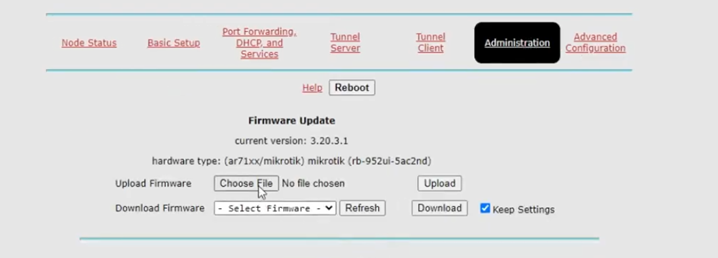 Node Status Basic Setup Port Forwarding, DHCP, and Services Tunnel Server Tunnel Client Administration Advanced Configuration
Help Reboot
Firmware Update
current version: 3.20.3.1
hardware type: (ar71xx/mikrotik) mikrotik (rb-952ui-5ac2nd)
Upload Firmware Choose File No file chosen Upload
Download Firmware - Select Firmware - Refresh Download Keep Settings